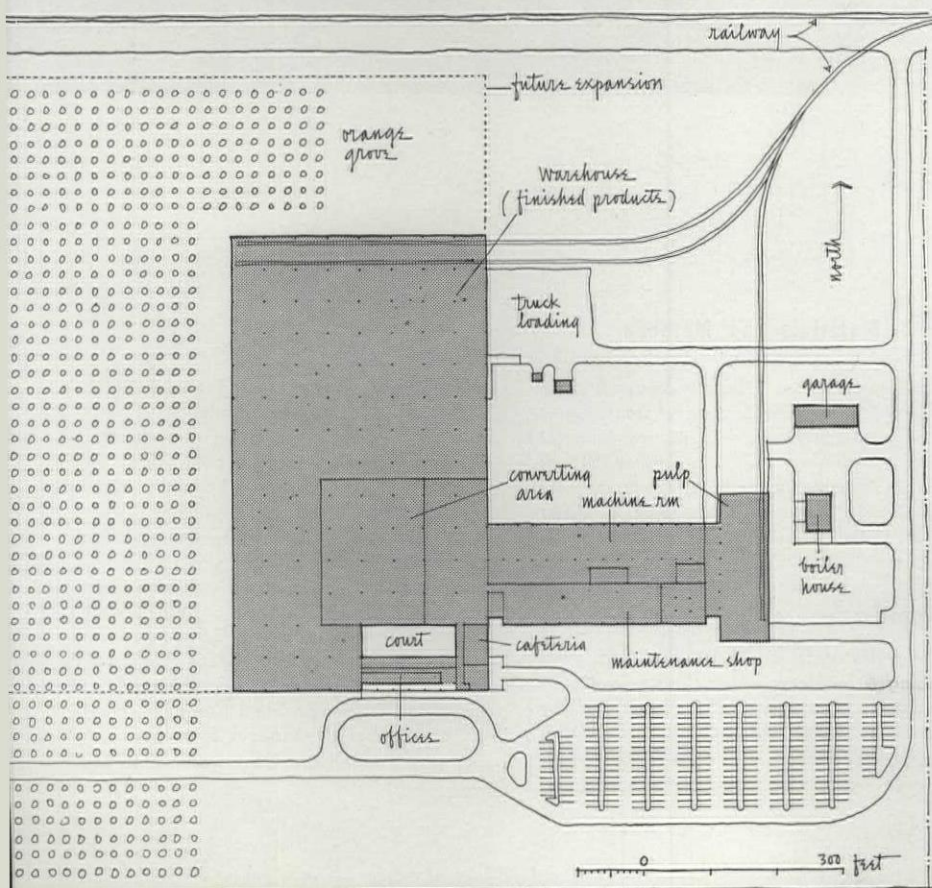 railway
future expansion
orange
grove
warehouse
(finished products)
north
truck
loading
garage
converting
area
pulp
machine rm
boiler
house
court
cafeteria
maintenance shop
offices
0 300 feet